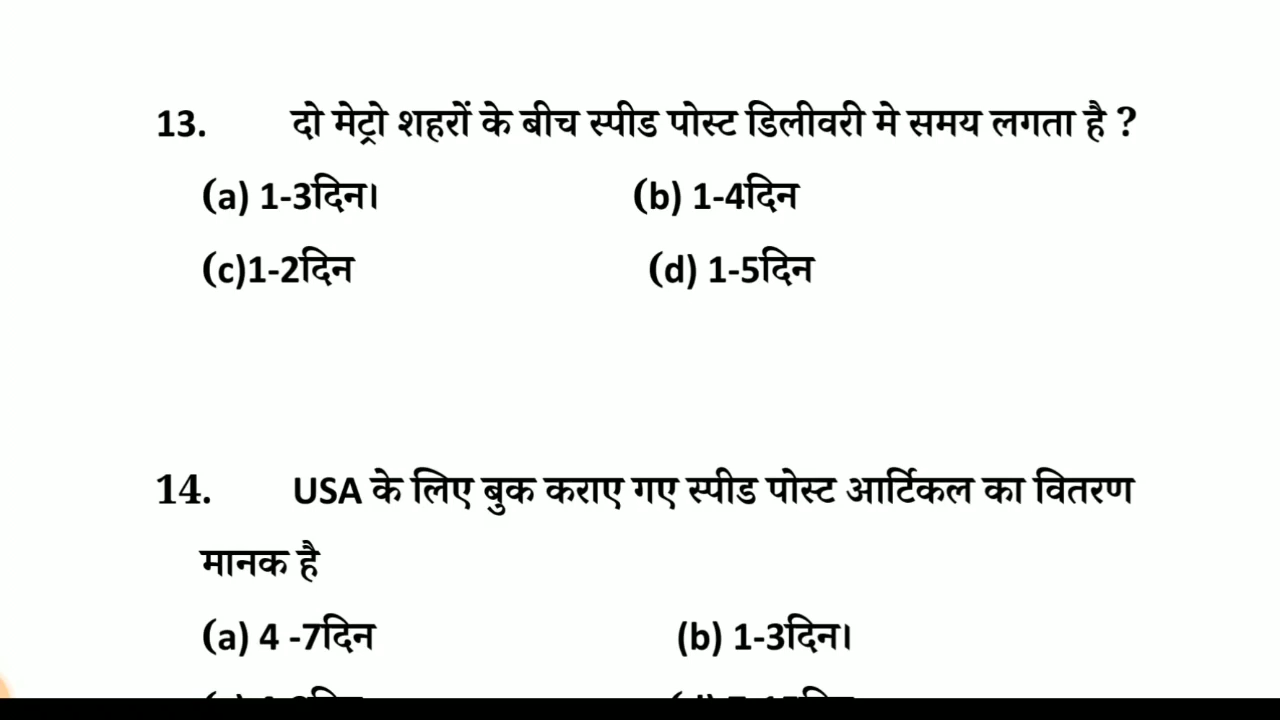 13. दो मेट्रो शहरों के बीच स्पीड पोस्ट डिलीवरी मे समय लगता है ?
(a) 1-3दिन। (b) 1-4दिन
(c)1-2दिन (d) 1-5दिन
14. USA के लिए बुक कराए गए स्पीड पोस्ट आर्टिकल का वितरण
मानक है
(a) 4 -7दिन (b) 1-3दिन।